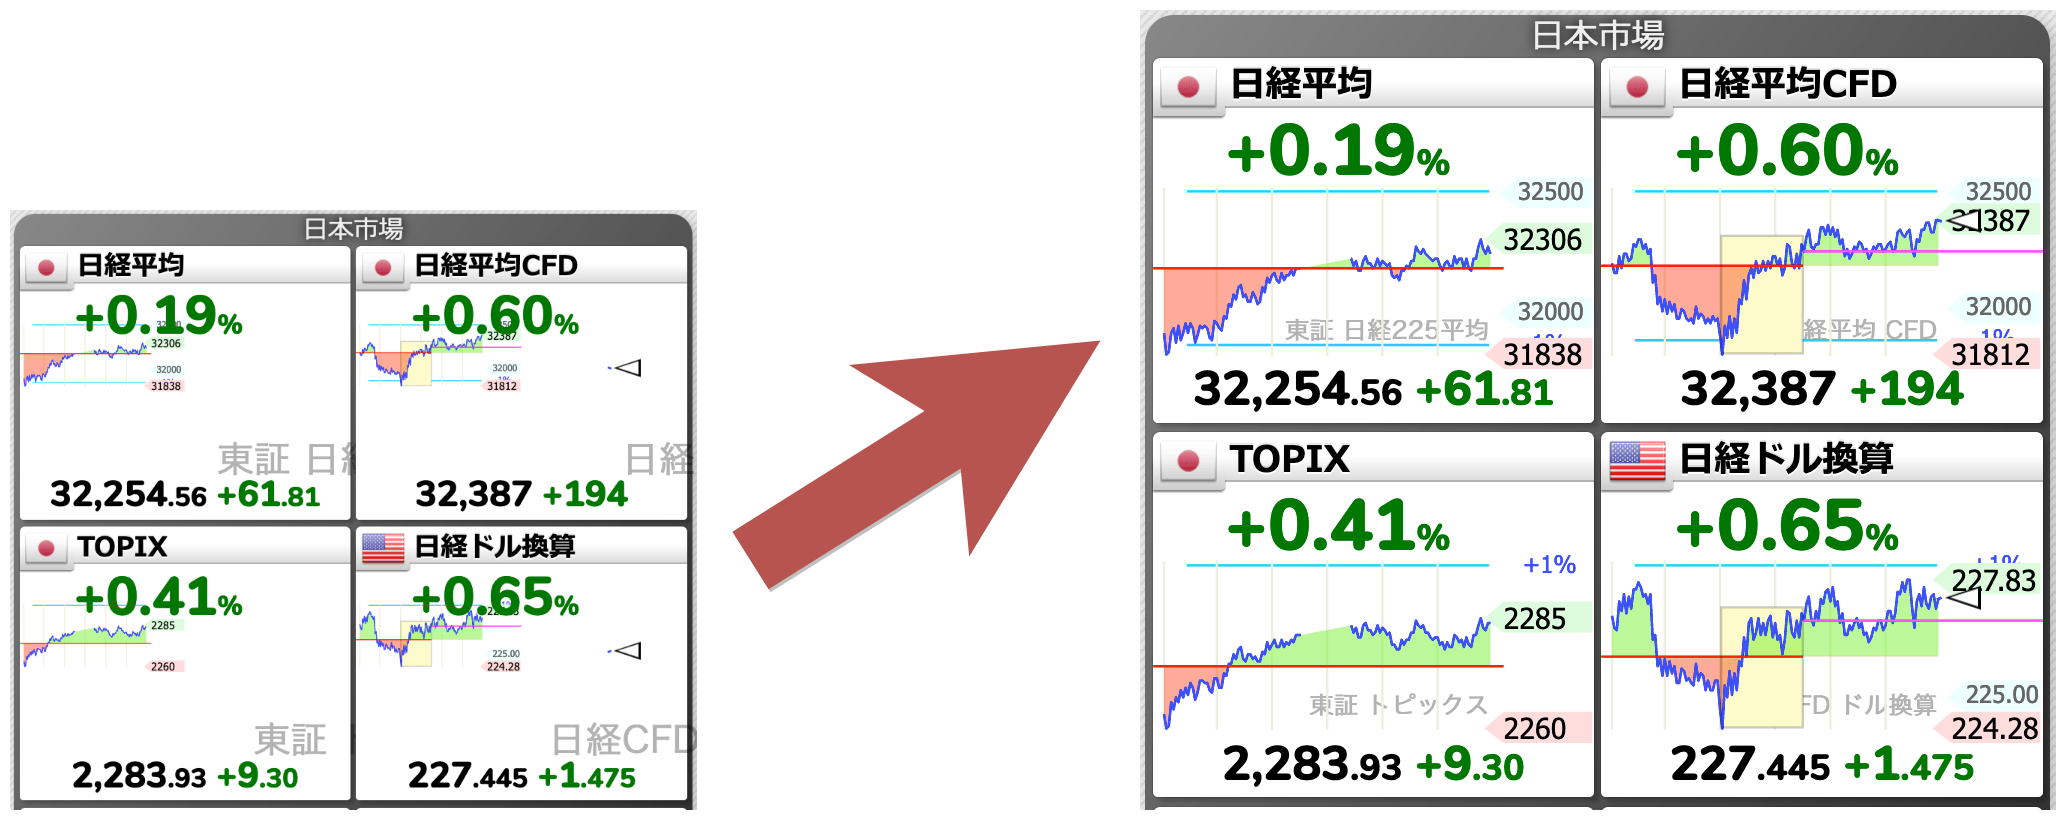 日本市場
日経平均
+0.19%
32306
32000
31838
東証 日
32,254.56 +61.81
日経平均CFD
+0.60%
32387
32000
31812
日経
32,387 +194
TOPIX
+0.41%
2285
2260
東証
2,283.93 +9.30
日経ドル換算
+0.65%
225.00
224.28
日経CFD
227.445 +1.475
日本市場
日経平均
+0.19%
32500
32306
32000
東証 日経225平均
31838
32,254.56 +61.81
日経平均CFD
+0.60%
32500
387
32000
経平均 CFD
1%
31812
32,387 +194
TOPIX
+0.41%
+1%
2285
東証 トピックス
2260
2,283.93 +9.30
日経ドル換算
+0.65%
+1%
227.83
225.00
FD ドル換算
224.28
227.445 +1.475